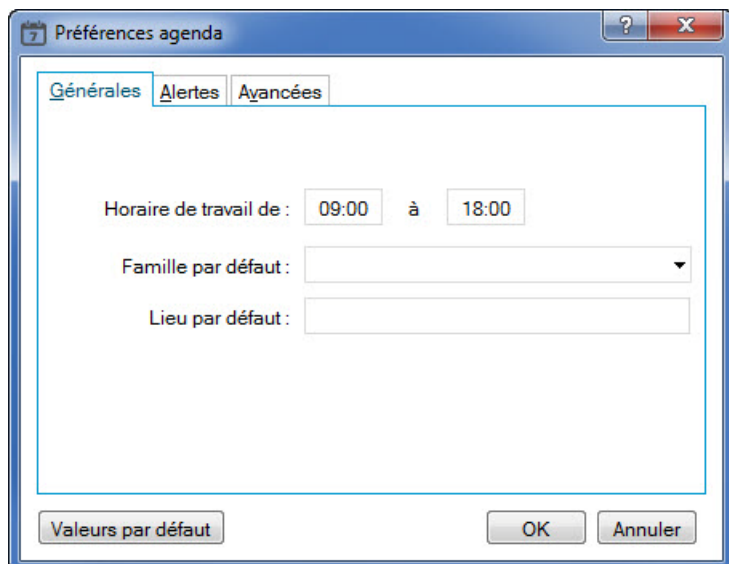 7 Préférences agenda ? X
Générales Alertes Avancées
Horaire de travail de : 09:00 à 18:00
Famille par défaut :
Lieu par défaut :
Valeurs par défaut OK Annuler